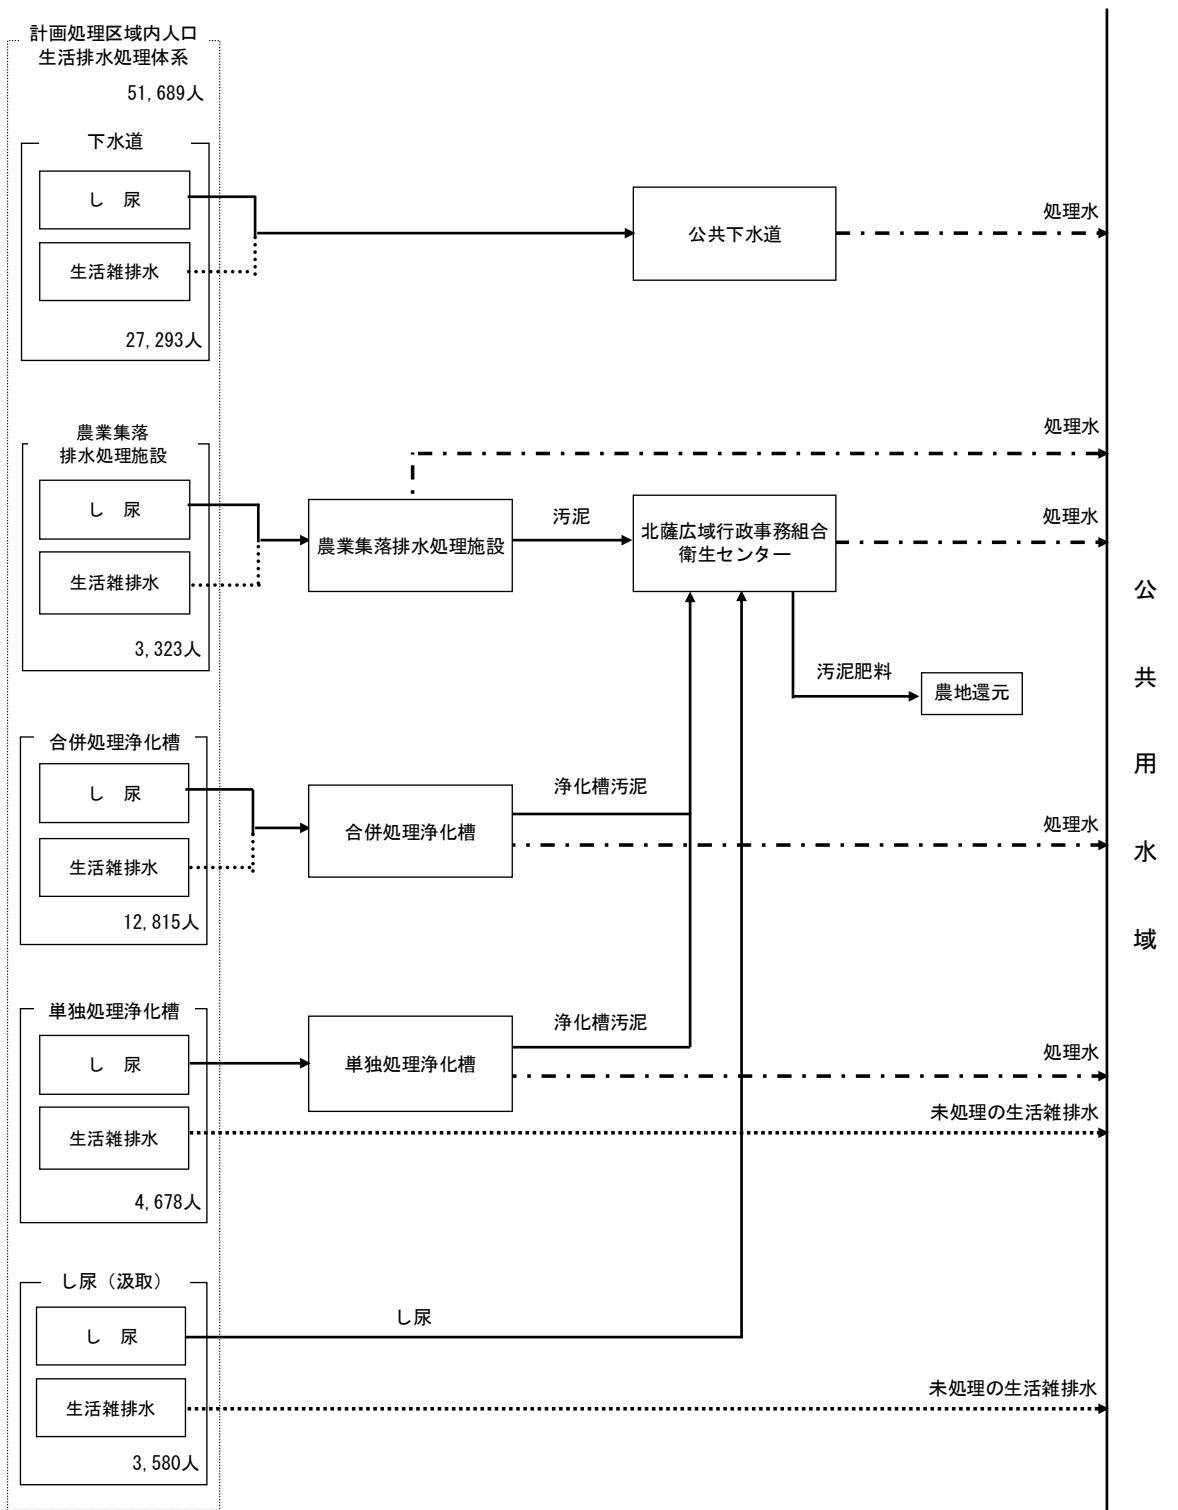 計画処理区域内人口
生活排水処理体系
51,689人
下水道
し 尿
生活雑排水
27,293人
公共下水道
処理水
農業集落
排水処理施設
し 尿
生活雑排水
3,323人
農業集落排水処理施設
汚泥
北薩広域行政事務組合
衛生センター
処理水
処理水
汚泥肥料
農地還元
合併処理浄化槽
し 尿
生活雑排水
12,815人
合併処理浄化槽
浄化槽汚泥
処理水
単独処理浄化槽
し 尿
生活雑排水
4,678人
単独処理浄化槽
浄化槽汚泥
処理水
未処理の生活雑排水
し尿（汲取）
し 尿
生活雑排水
3,580人
し尿
未処理の生活雑排水
公共用水域